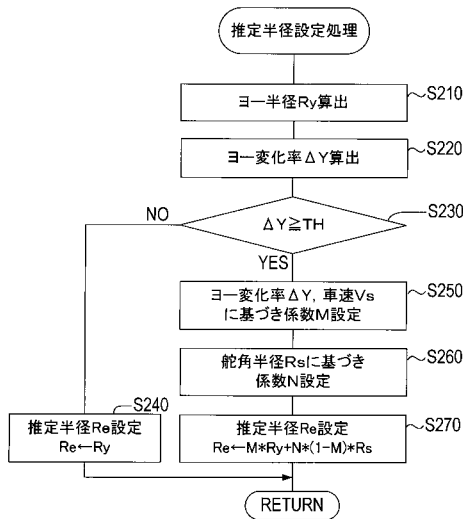 推定半径設定処理
ヨー半径Ry算出
S210
ヨー変化率ΔY算出
S220
ΔY≧TH
S230
NO
YES
ヨー変化率ΔY, 車速Vs
に基づき係数M設定
S250
舵角半径Rsに基づき
係数N設定
S260
S240
推定半径Re設定
Re←Ry
推定半径Re設定
Re←M*Ry+N*(1-M)*Rs
S270
RETURN